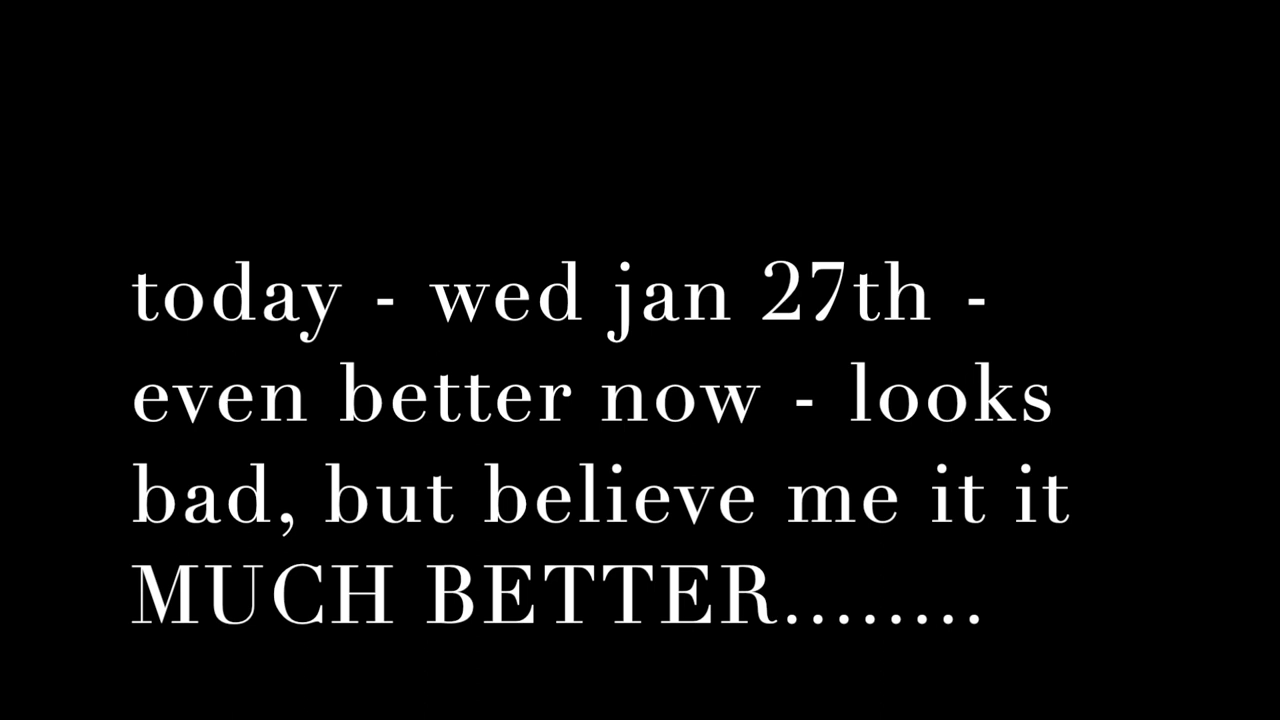 today - wed jan 27th -
even better now - looks
bad, but believe me it it
MUCH BETTER........